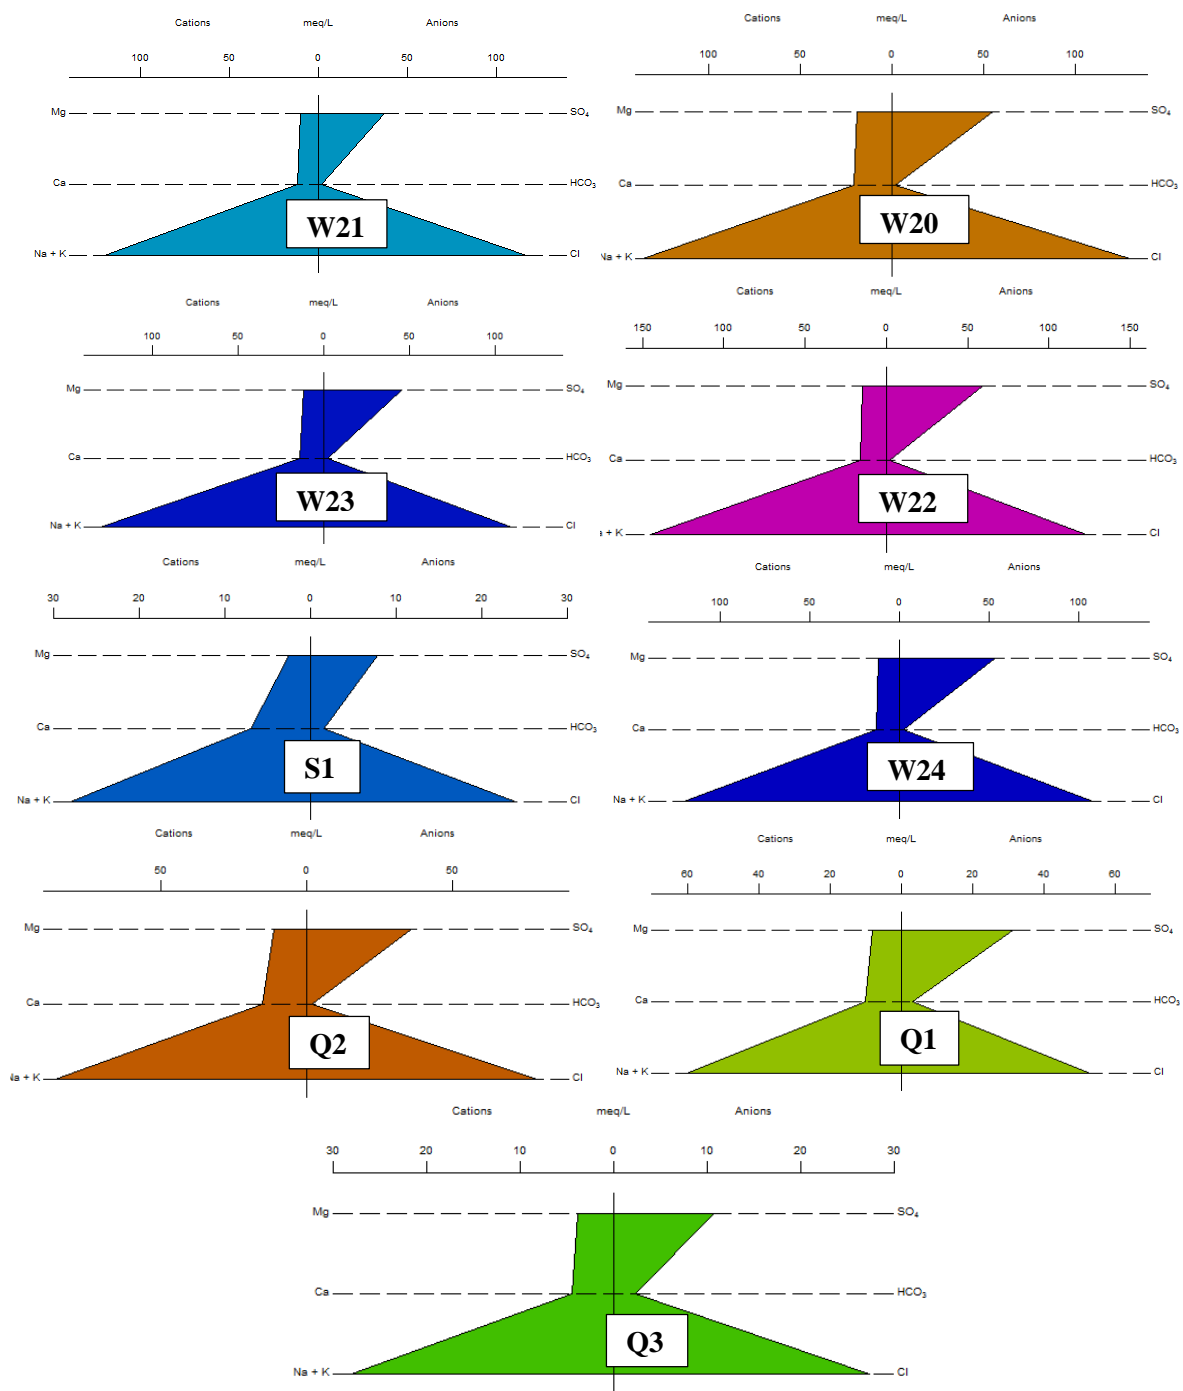 Cations meq/L Anions
100 50 0 50 100
Mg SO₄
Ca HCO₃
W21
Na + K Cl
Cations meq/L Anions
100 50 0 50 100
Mg SO₄
Ca HCO₃
W20
Na + K Cl
Cations meq/L Anions
100 50 0 50 100
Mg SO₄
Ca HCO₃
W23
Na + K Cl
Cations meq/L Anions
150 100 50 0 50 100 150
Mg SO₄
Ca HCO₃
W22
a + K Cl
Cations meq/L Anions
30 20 10 0 10 20 30
Mg SO₄
Ca HCO₃
S1
Na + K Cl
Cations meq/L Anions
100 50 0 50 100
Mg SO₄
Ca HCO₃
W24
Na + K Cl
Cations meq/L Anions
50 0 50
Mg SO₄
Ca HCO₃
Q2
Na + K Cl
Cations meq/L Anions
60 40 20 0 20 40 60
Mg SO₄
Ca HCO₃
Q1
Na + K Cl
Cations meq/L Anions
30 20 10 0 10 20 30
Mg SO₄
Ca HCO₃
Q3
Na + K Cl